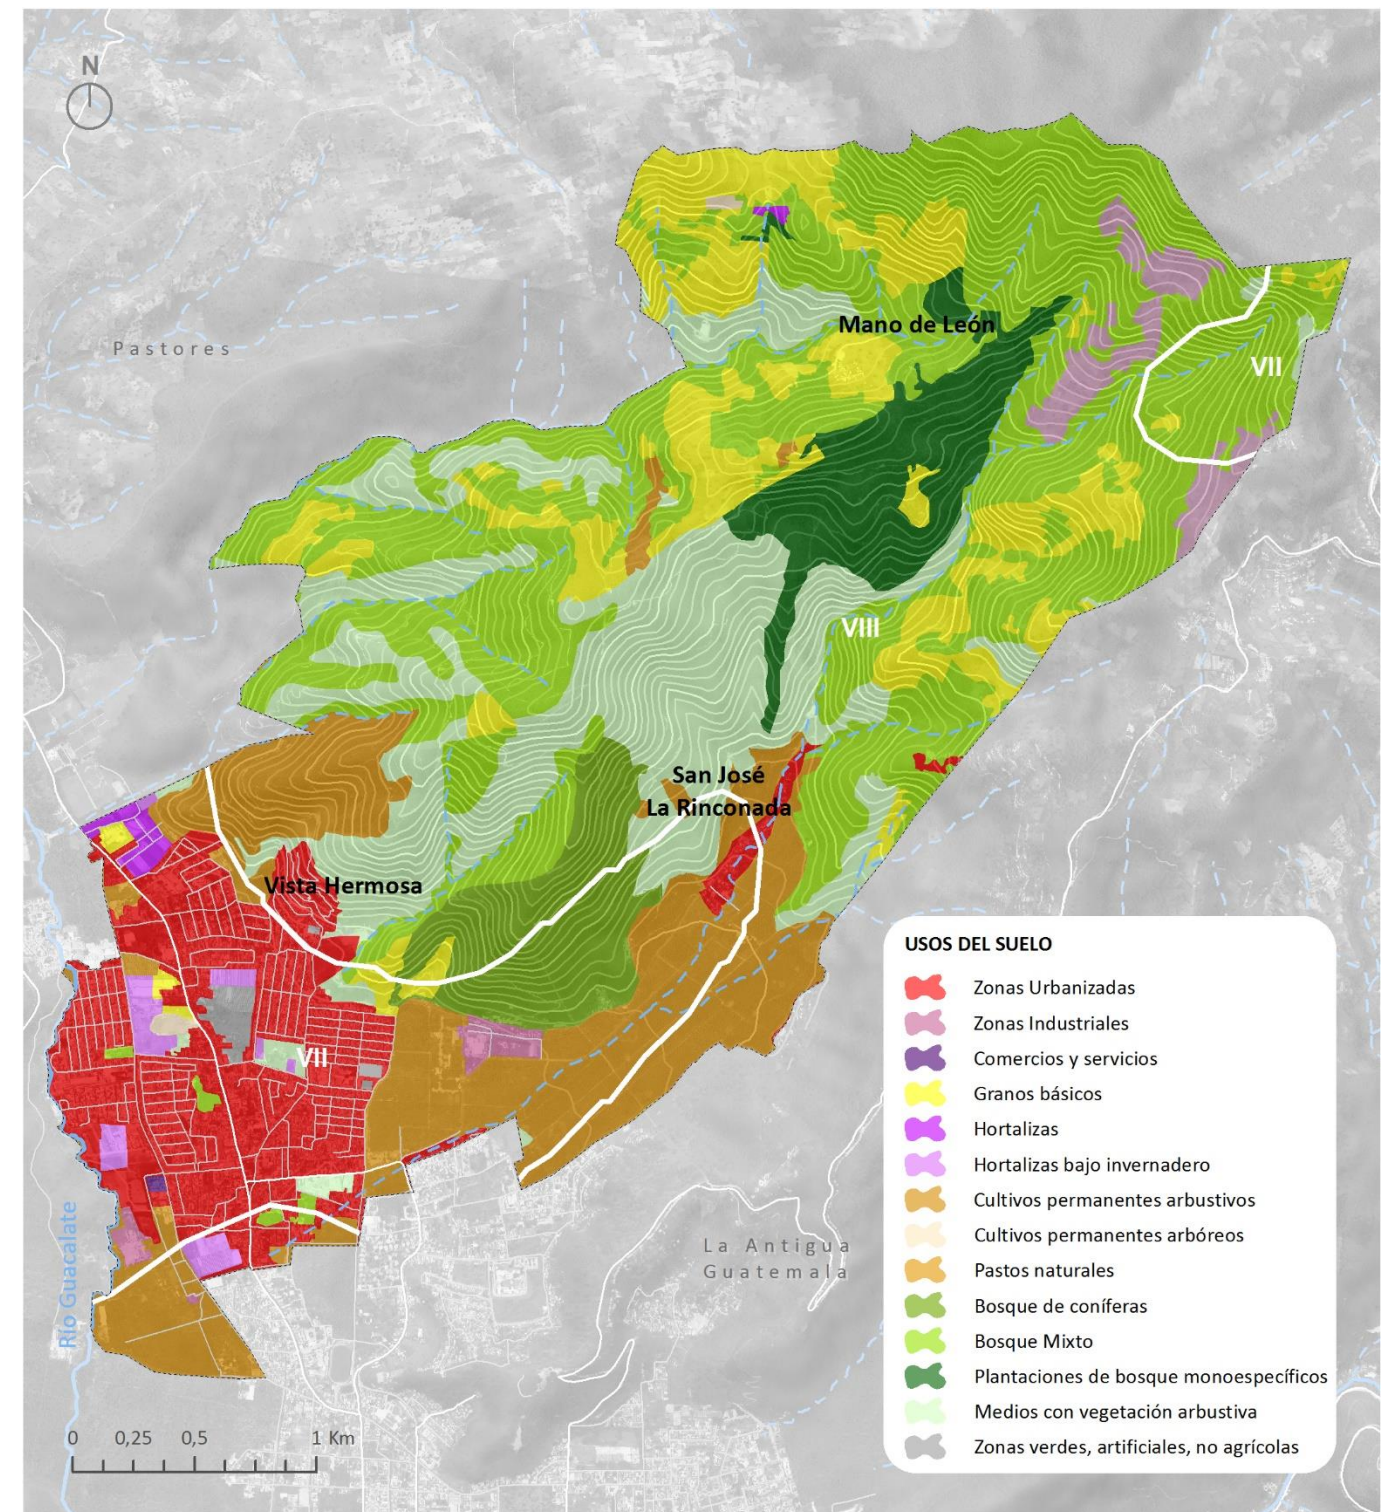 N
Pastores
Mano de León
VII
VIII
San José
La Rinconada
Vista Hermosa
VII
Río Guacalate
La Antigua
Guatemala
0 0,25 0,5 1 Km
USOS DEL SUELO
Zonas Urbanizadas
Zonas Industriales
Comercios y servicios
Granos básicos
Hortalizas
Hortalizas bajo invernadero
Cultivos permanentes arbustivos
Cultivos permanentes arbóreos
Pastos naturales
Bosque de coníferas
Bosque Mixto
Plantaciones de bosque monoespecíficos
Medios con vegetación arbustiva
Zonas verdes, artificiales, no agrícolas